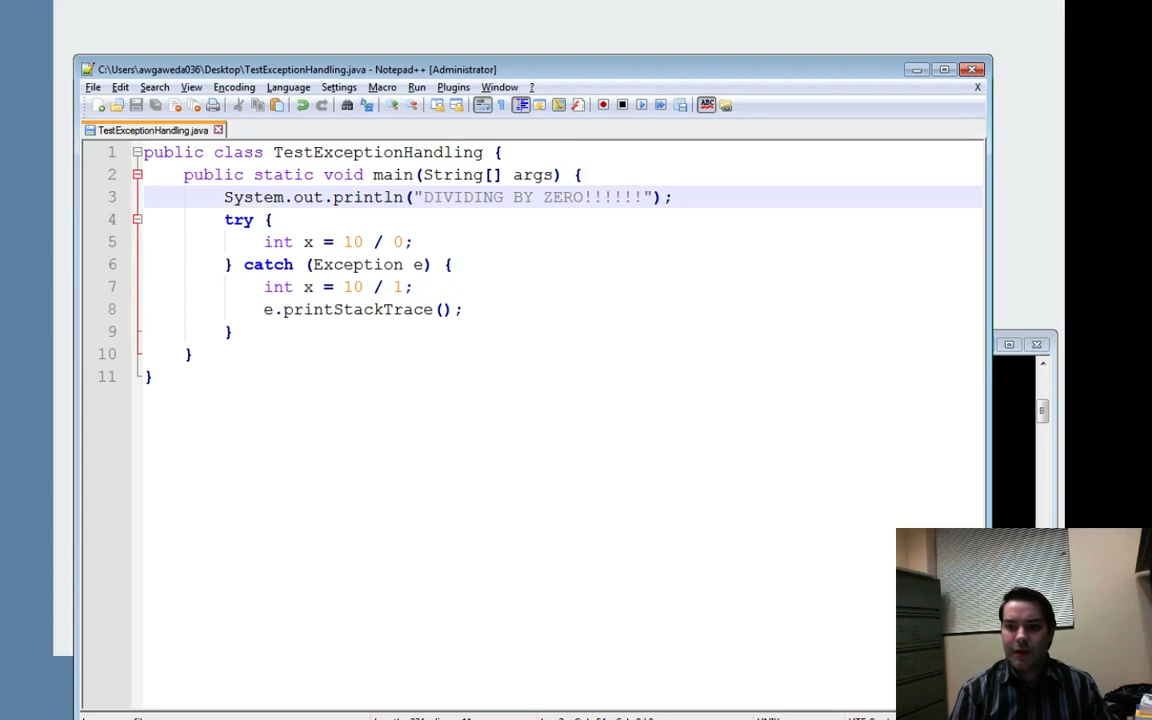 C:\Users\awgaweda036\Desktop\TestExceptionHandling.java - Notepad++ [Administrator]
File Edit Search View Encoding Language Settings Macro Run Plugins Window ? X
TestExceptionHandling.java
1 public class TestExceptionHandling {
2 public static void main(String[] args) {
3 System.out.println("DIVIDING BY ZERO!!!!!!");
4 try {
5 int x = 10 / 0;
6 } catch (Exception e) {
7 int x = 10 / 1;
8 e.printStackTrace();
9 }
10 }
11 }